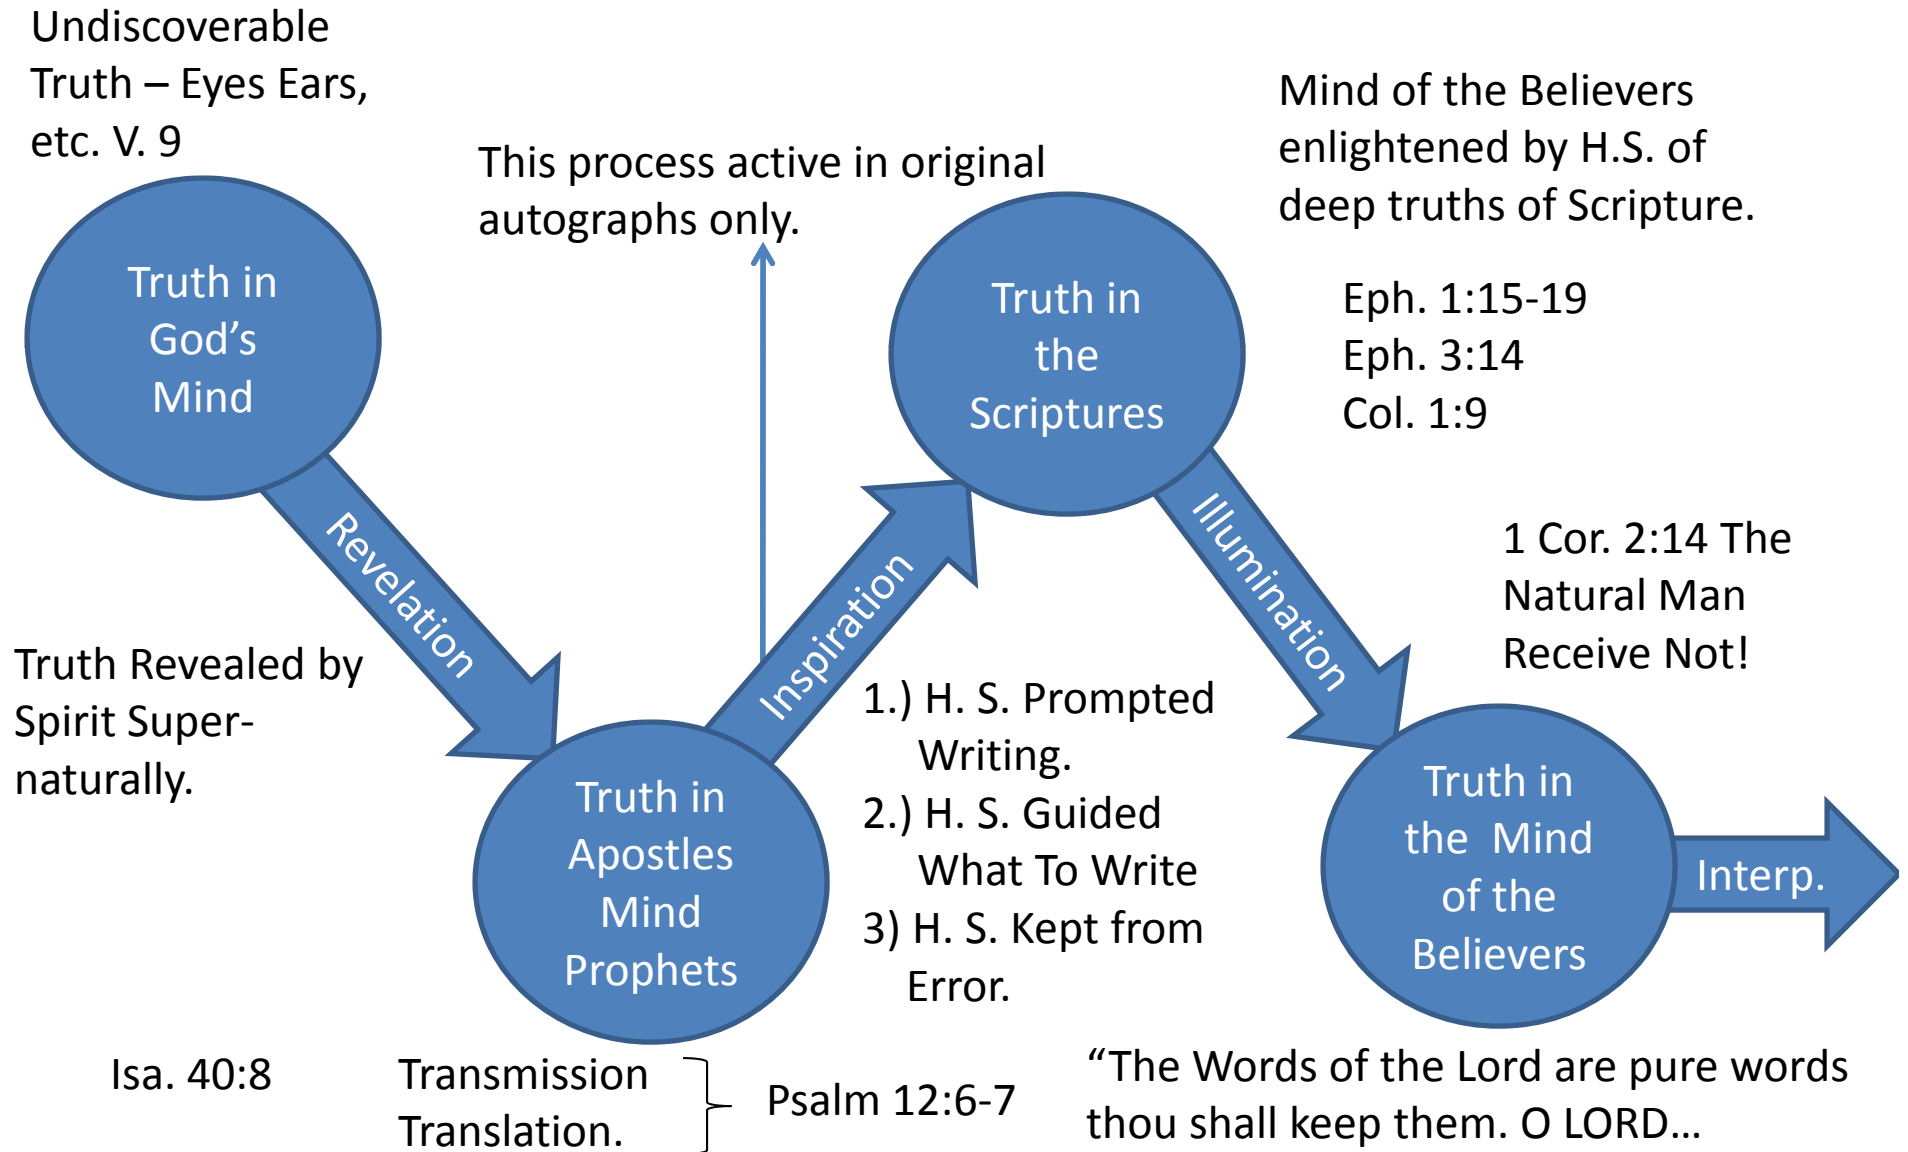 Undiscoverable
Truth – Eyes Ears,
etc. V. 9
This process active in original
autographs only.
Mind of the Believers
enlightened by H.S. of
deep truths of Scripture.
Eph. 1:15-19
Eph. 3:14
Col. 1:9
Truth in
God’s
Mind
Revelation
Truth Revealed by
Spirit Super-
naturally.
Truth in
Apostles
Mind
Prophets
Inspiration
1.) H. S. Prompted
Writing.
2.) H. S. Guided
What To Write
3) H. S. Kept from
Error.
Truth in
the
Scriptures
Illumination
1 Cor. 2:14 The
Natural Man
Receive Not!
Truth in
the Mind
of the
Believers
Interp.
Isa. 40:8
Transmission
Translation.
Psalm 12:6-7
“The Words of the Lord are pure words
thou shall keep them. O LORD…